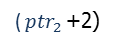 (ptr₂ +2)